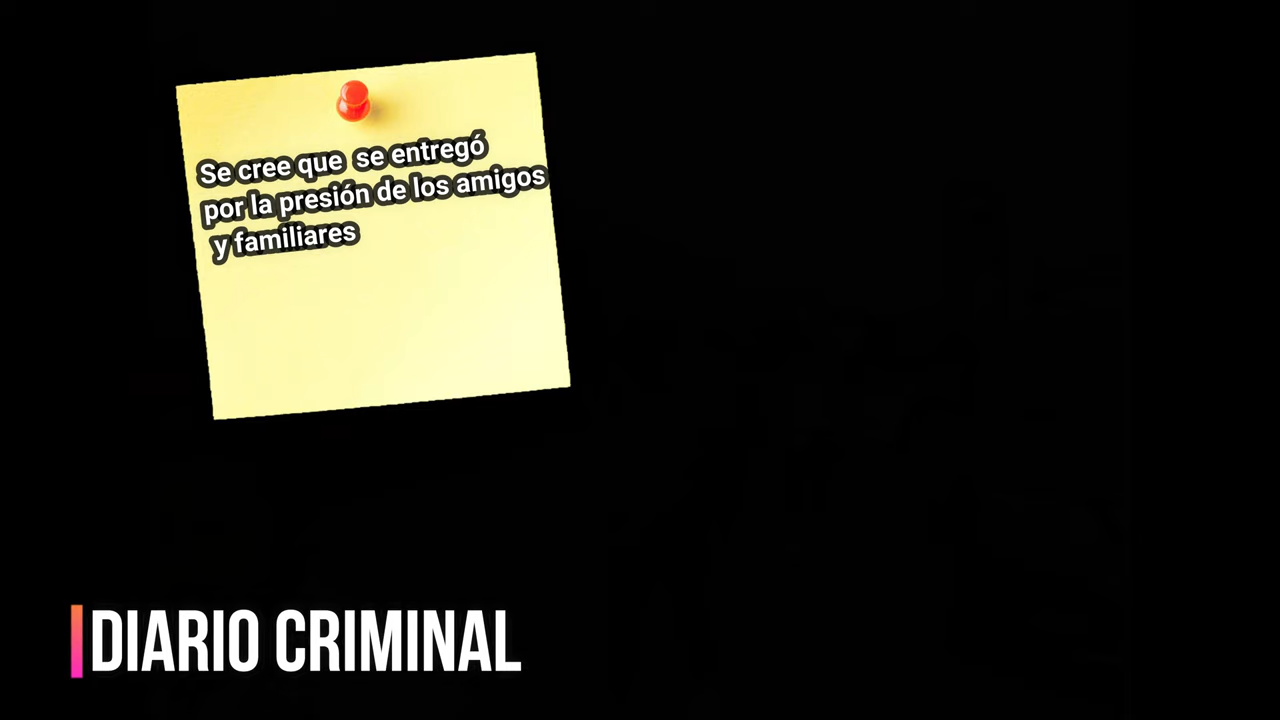 Se cree que  se entregó
por la presión de los amigos
y familiares
DIARIO CRIMINAL